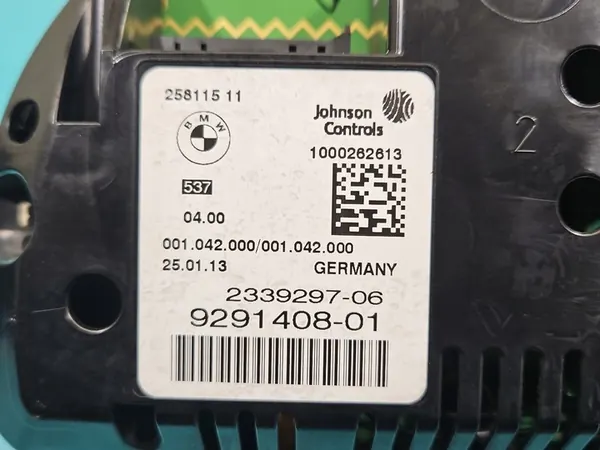 258115 11
BMW
Johnson
Controls
1000262613
537
04.00
001.042.000/001.042.000
25.01.13 GERMANY
2339297-06
9291408-01
2